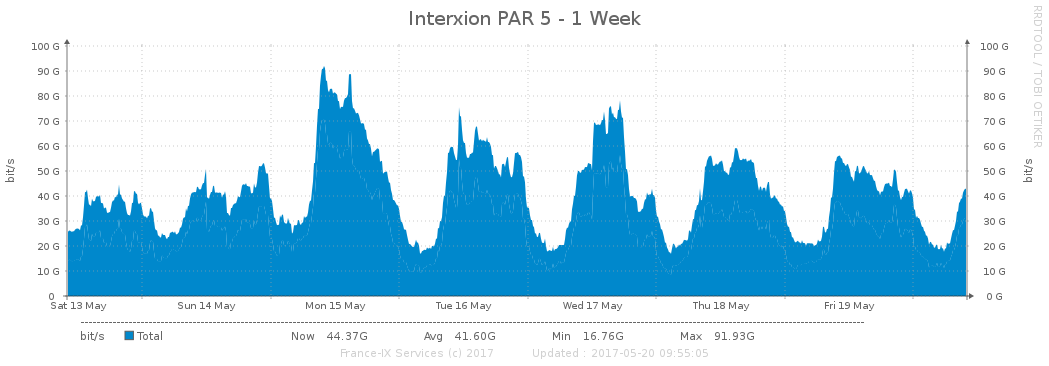 Interxion PAR 5 - 1 Week
RRDTOOL / TOBI OETIKER
100 G 100 G
90 G 90 G
80 G 80 G
70 G 70 G
60 G 60 G
50 G 50 G
40 G 40 G
30 G 30 G
20 G 20 G
10 G 10 G
0 0 G
bit/s bit/s
Sat 13 May Sun 14 May Mon 15 May Tue 16 May Wed 17 May Thu 18 May Fri 19 May
bit/s Total Now 44.37G Avg 41.60G Min 16.76G Max 91.93G
France-IX Services (c) 2017 Updated : 2017-05-20 09:55:05